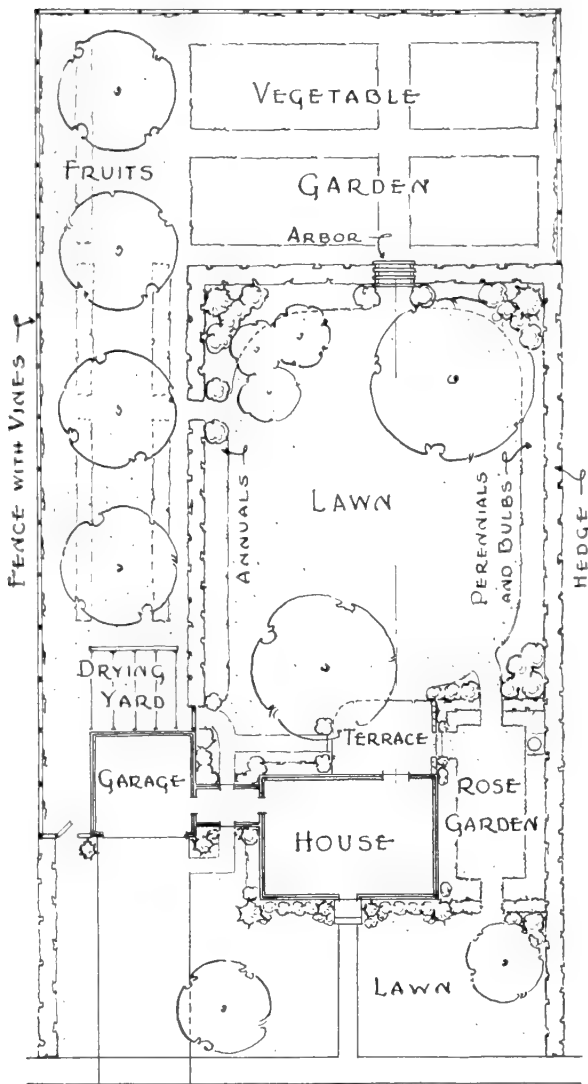 VEGETABLE
FRUITS
GARDEN
ARBOR
FENCE WITH VINES
ANNUALS
LAWN
PERENNIALS
AND BULBS
HEDGE
DRYING
YARD
TERRACE
GARAGE
ROSE
GARDEN
HOUSE
LAWN